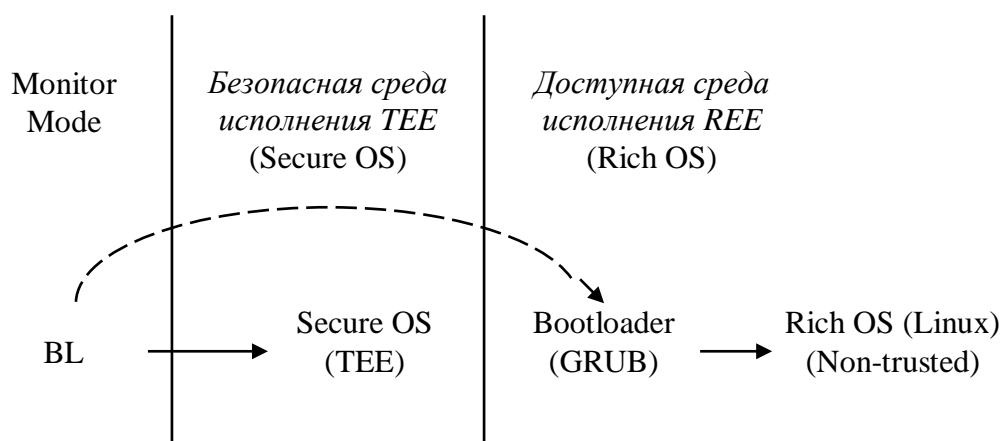 Monitor
Mode
Безопасная среда
исполнения TEE
(Secure OS)
Доступная среда
исполнения REE
(Rich OS)
BL
Secure OS
(TEE)
Bootloader
(GRUB)
Rich OS (Linux)
(Non-trusted)